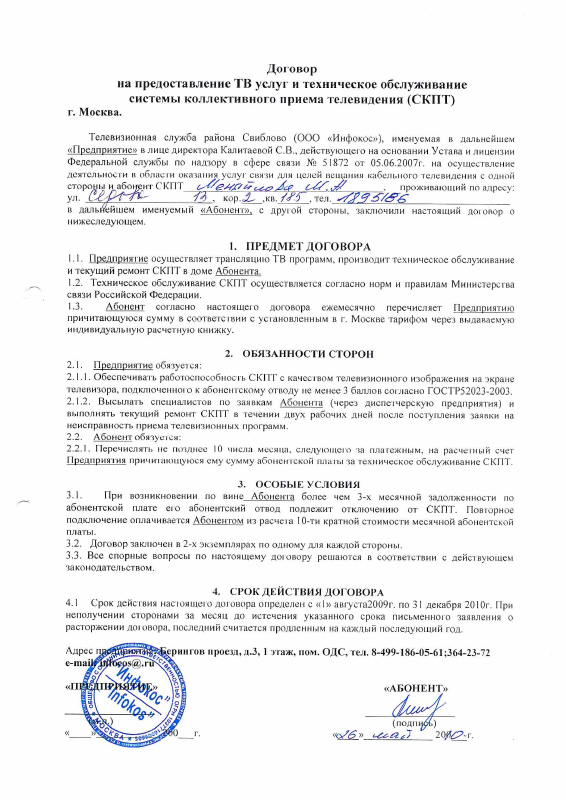 Договор
на предоставление ТВ услуг и техническое обслуживание
системы коллективного приема телевидения (СКПТ)
г. Москва.
Телевизионная служба района Свиблово (ООО «Инфокос»), именуемая в дальнейшем
«Предприятие» в лице директора Калитаевой С.В., действующего на основании Устава и лицензии
Федеральной службы по надзору в сфере связи № 51872 от 05.06.2007г. на осуществление
деятельности в области оказания услуг связи для целей вещания кабельного телевидения с одной
стороны и абонент СКПТ М.А. проживающий по адресу:
ул. 13, кор. 2, кв. 185, тел. 1895186
в дальнейшем именуемый «Абонент», с другой стороны, заключили настоящий договор о
нижеследующем.
1. ПРЕДМЕТ ДОГОВОРА
1.1. Предприятие осуществляет трансляцию ТВ программ, производит техническое обслуживание
и текущий ремонт СКПТ в доме Абонента.
1.2. Техническое обслуживание СКПТ осуществляется согласно норм и правилам Министерства
связи Российской Федерации.
1.3. Абонент согласно настоящего договора ежемесячно перечисляет Предприятию
причитающуюся сумму в соответствии с установленным в г. Москве тарифом через выдаваемую
индивидуальную расчетную книжку.
2. ОБЯЗАННОСТИ СТОРОН
2.1. Предприятие обязуется:
2.1.1. Обеспечивать работоспособность СКПТ с качеством телевизионного изображения на экране
телевизора, подключенного к абонентскому отводу не менее 3 баллов согласно ГОСТР52023-2003.
2.1.2. Высылать специалистов по заявкам Абонента (через диспетчерскую предприятия) и
выполнять текущий ремонт СКПТ в течении двух рабочих дней после поступления заявки на
неисправность приема телевизионных программ.
2.2. Абонент обязуется:
2.2.1. Перечислять не позднее 10 числа месяца, следующего за платежным, на расчетный счет
Предприятия причитающуюся ему сумму абонентской платы за техническое обслуживание СКПТ.
3. ОСОБЫЕ УСЛОВИЯ
3.1. При возникновении по вине Абонента более чем 3-х месячной задолженности по
абонентской плате его абонентский отвод подлежит отключению от СКПТ. Повторное
подключение оплачивается Абонентом из расчета 10-ти кратной стоимости месячной абонентской
платы.
3.2. Договор заключен в 2-х экземплярах по одному для каждой стороны.
3.3. Все спорные вопросы по настоящему договору решаются в соответствии с действующем
законодательством.
4. СРОК ДЕЙСТВИЯ ДОГОВОРА
4.1 Срок действия настоящего договора определен с «1» августа2009г. по 31 декабря 2010г. При
неполучении сторонами за месяц до истечения указанного срока письменного заявления о
расторжении договора, последний считается продленным на каждый последующий год.
Адрес предприятия: Берингов проезд, д.3, 1 этаж, пом. ОДС, тел. 8-499-186-05-61;364-23-72
e-mail: infocos@.ru
«ПРЕДПРИЯТИЕ» «АБОНЕНТ»
"Инфокос"
"Infokos"
МОСКВА
(подпись)
«___»________200___г. «26» май 2010 г.